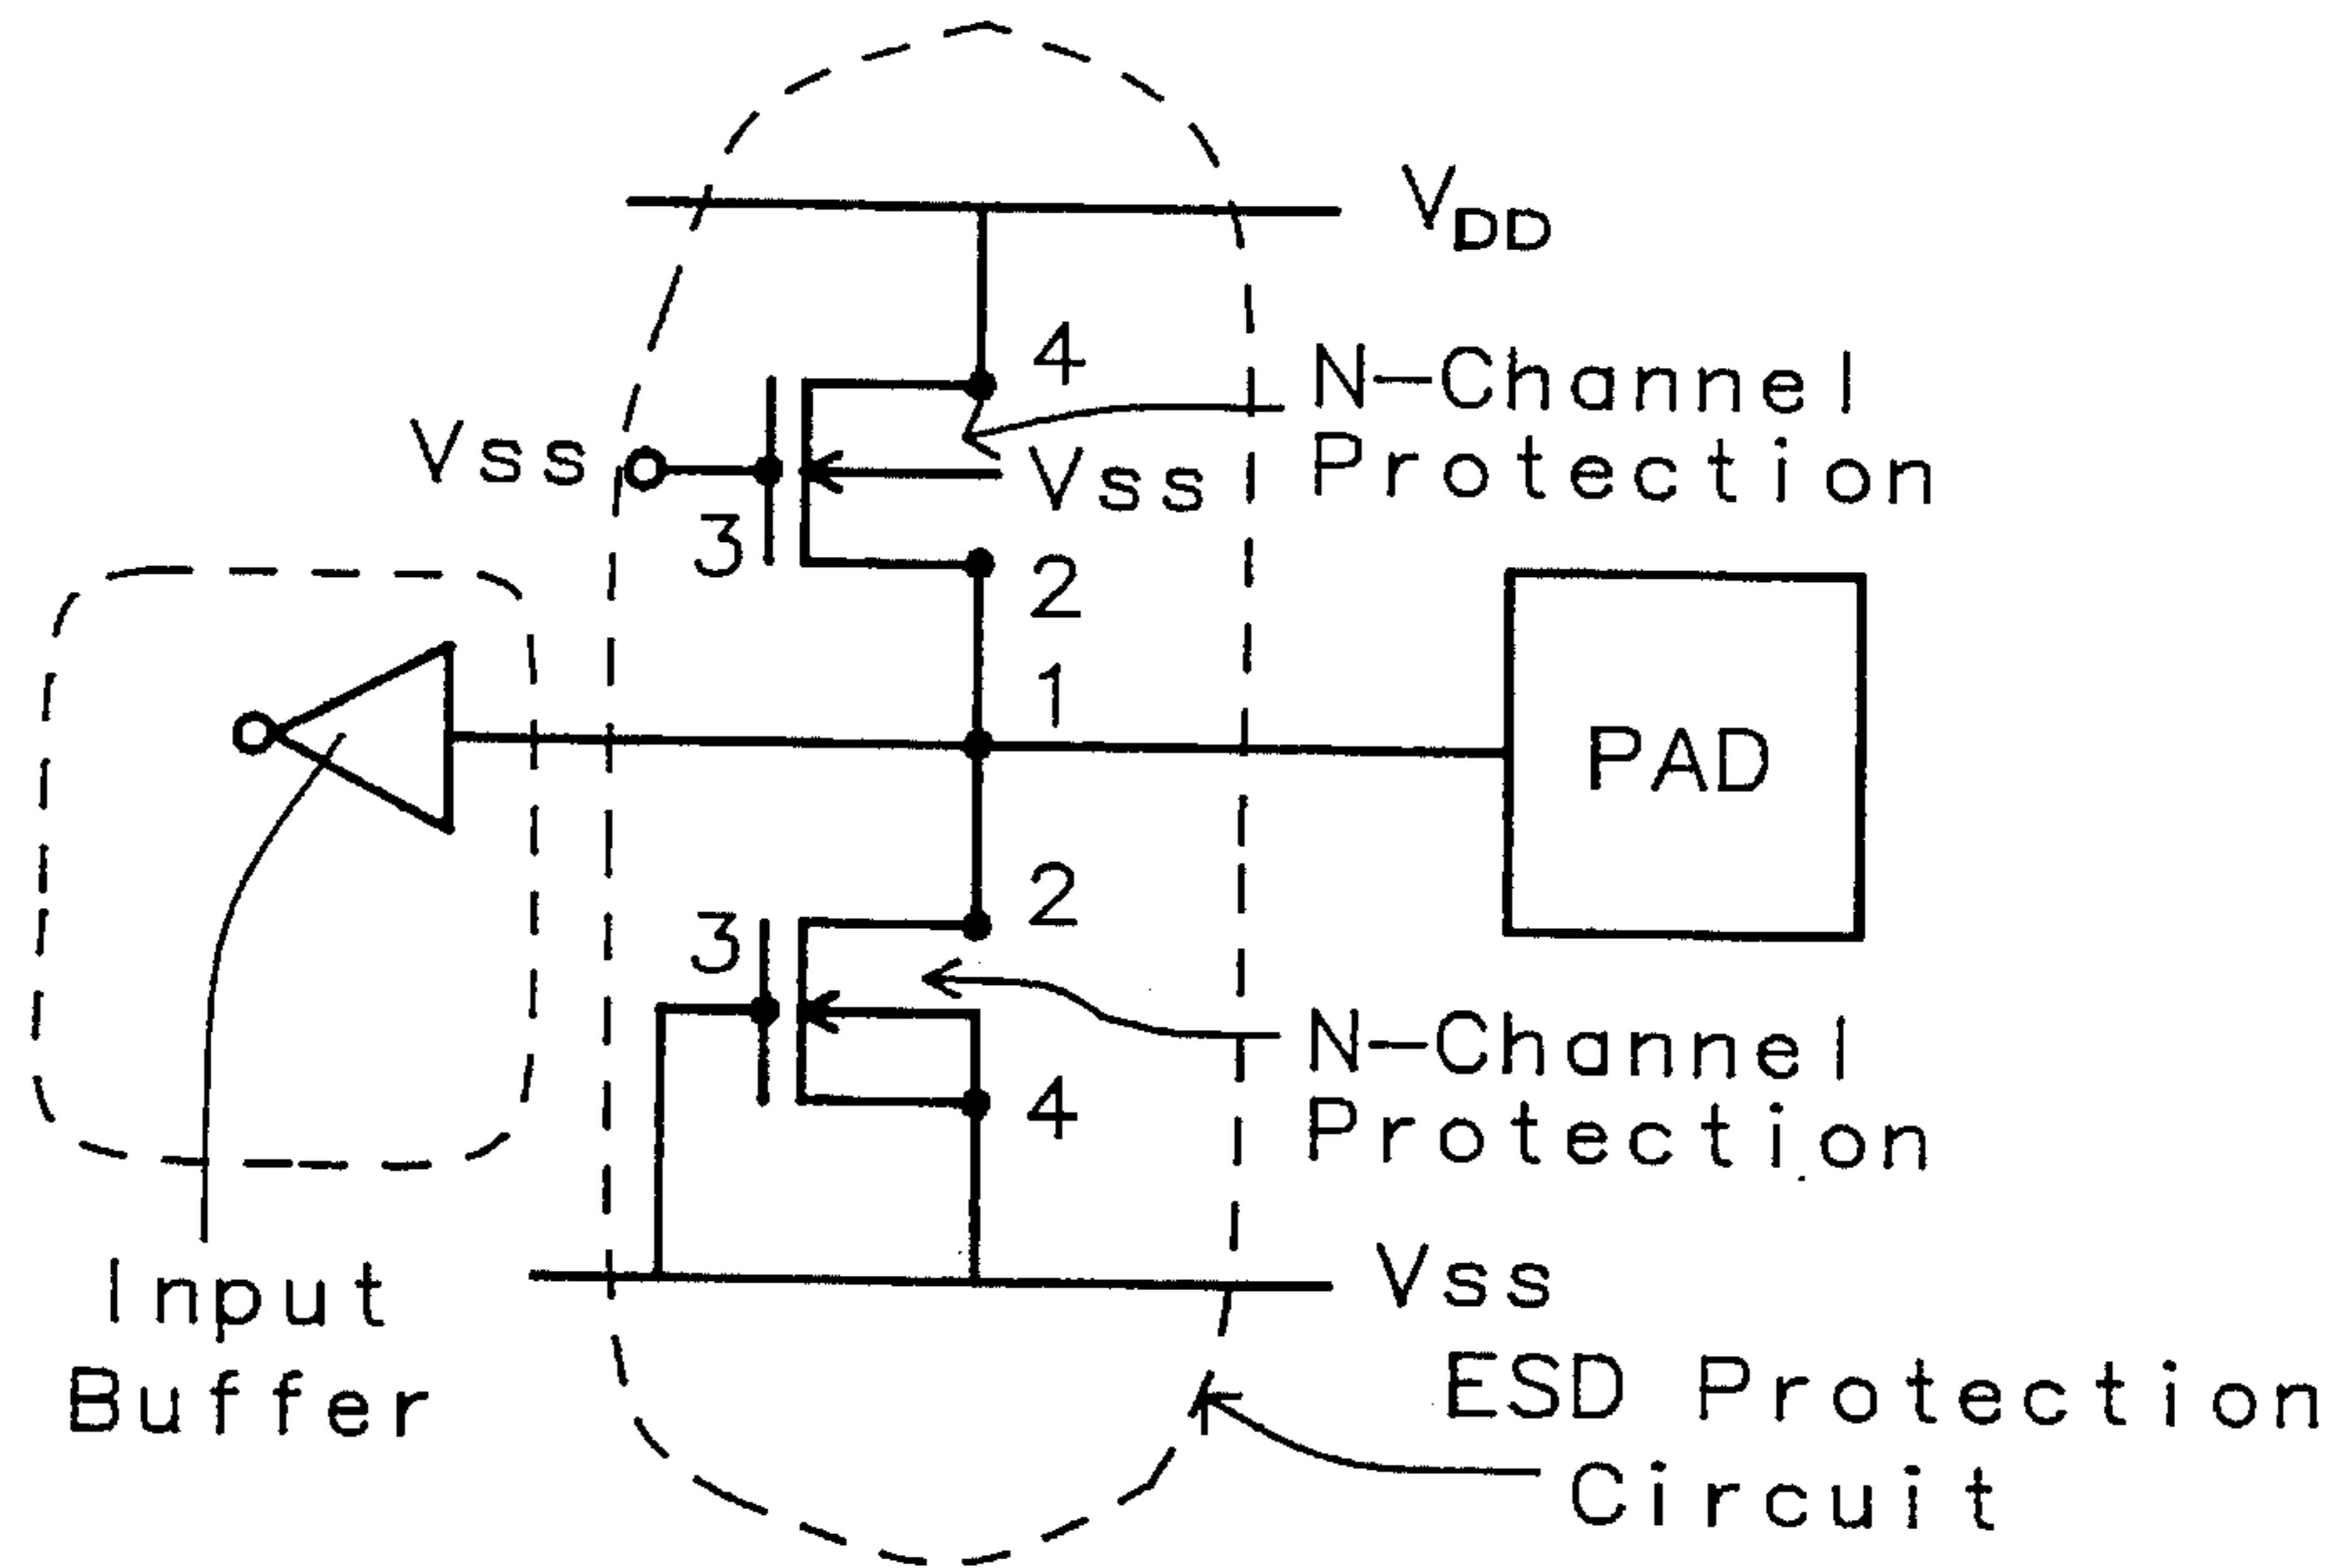 VDD
4
N-Channel
Protection
Vss
Vss
3
2
1
PAD
2
3
N-Channel
Protection
4
Vss
Input
Buffer
ESD Protection
Circuit